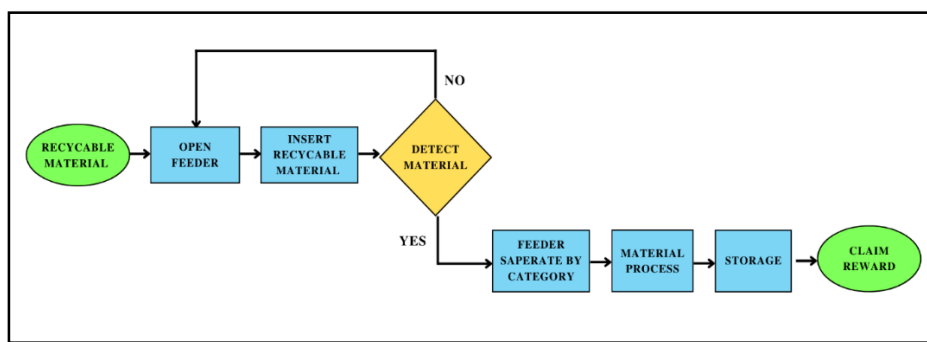 NO
RECYCABLE
MATERIAL
OPEN
FEEDER
INSERT
RECYCABLE
MATERIAL
DETECT
MATERIAL
YES
FEEDER
SAPERATE BY
CATEGORY
MATERIAL
PROCESS
STORAGE
CLAIM
REWARD